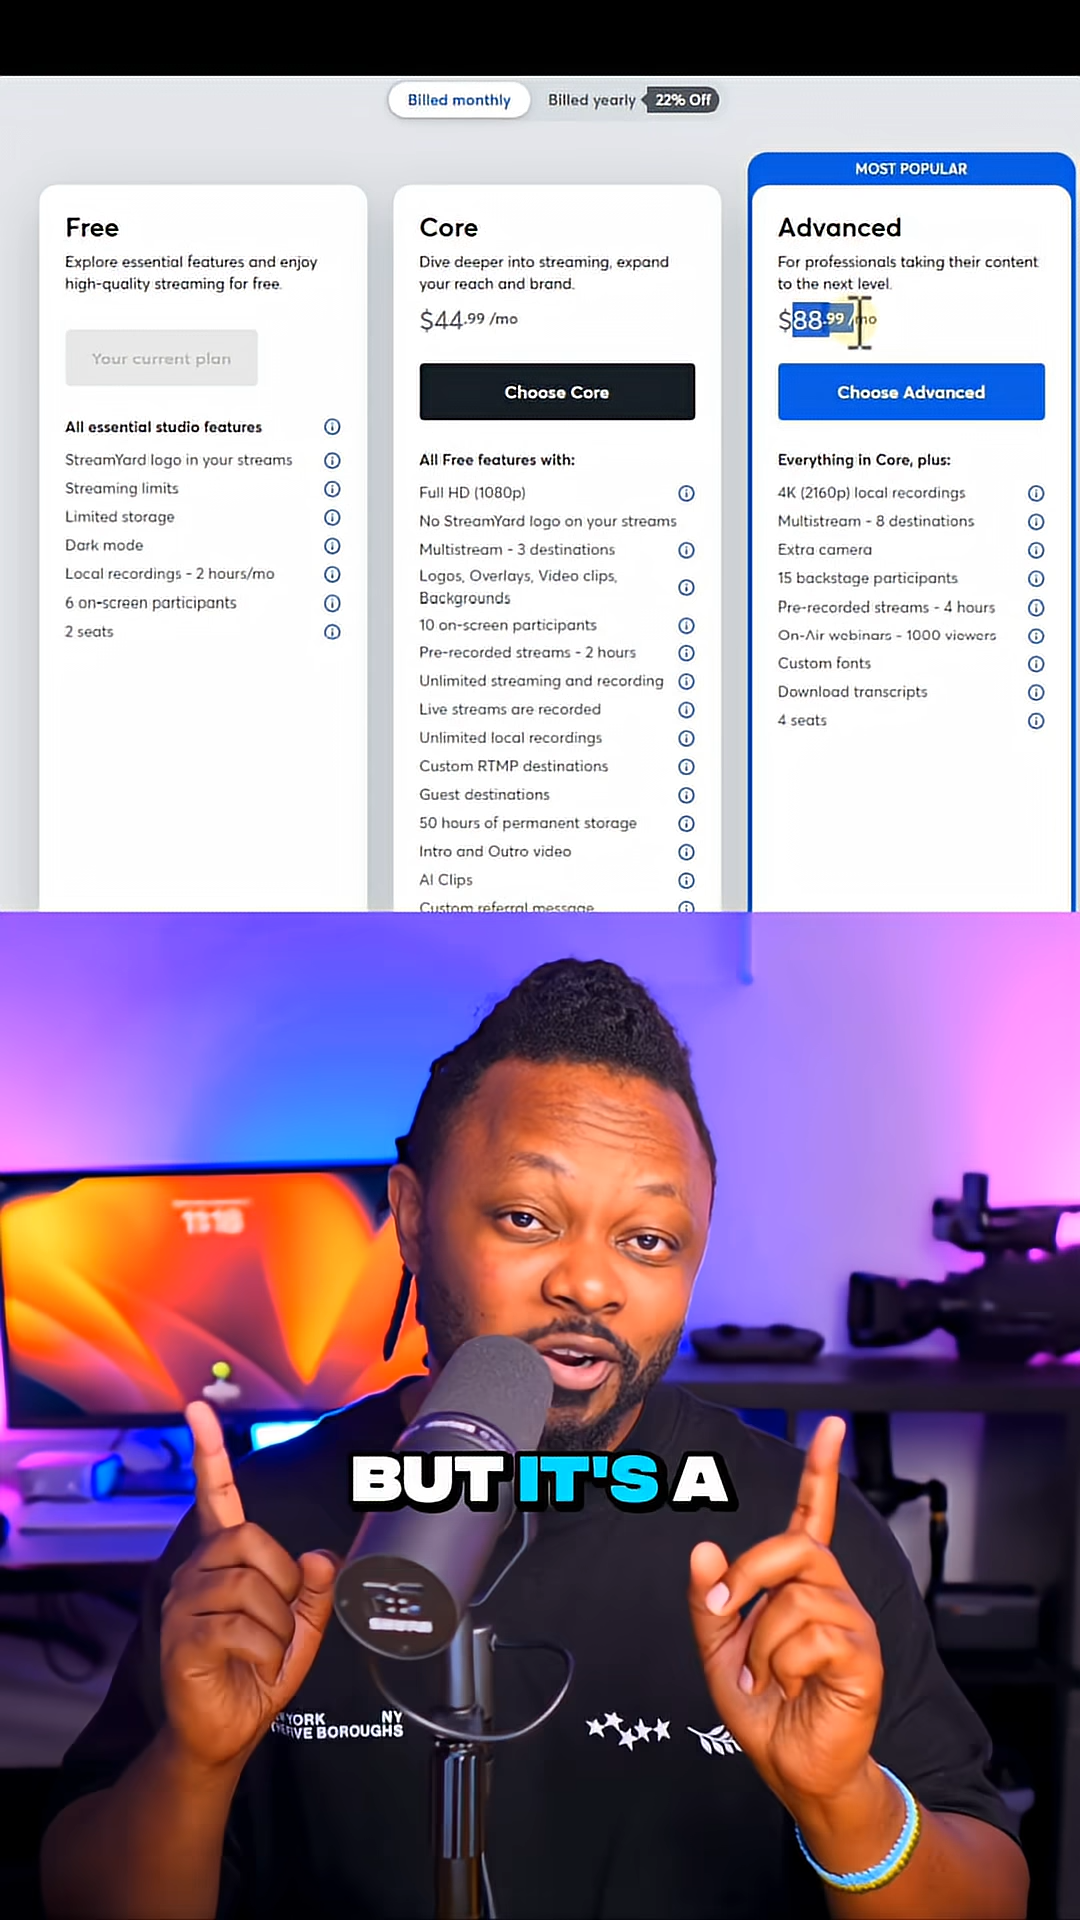 Billed monthly
Billed yearly
22% Off
Free
Explore essential features and enjoy
high-quality streaming for free.
Your current plan
All essential studio features
StreamYard logo in your streams
Streaming limits
Limited storage
Dark mode
Local recordings - 2 hours/mo
6 on-screen participants
2 seats
Core
Dive deeper into streaming, expand
your reach and brand.
$44.99 /mo
Choose Core
All Free features with:
Full HD (1080p)
No StreamYard logo on your streams
Multistream - 3 destinations
Logos, Overlays, Video clips,
Backgrounds
10 on-screen participants
Pre-recorded streams - 2 hours
Unlimited streaming and recording
Live streams are recorded
Unlimited local recordings
Custom RTMP destinations
Guest destinations
50 hours of permanent storage
Intro and Outro video
AI Clips
Custom referral message
MOST POPULAR
Advanced
For professionals taking their content
to the next level.
$88.99 /mo
Choose Advanced
Everything in Core, plus:
4K (2160p) local recordings
Multistream - 8 destinations
Extra camera
15 backstage participants
Pre-recorded streams - 4 hours
On-Air webinars - 1000 viewers
Custom fonts
Download transcripts
4 seats
BUT IT'S A
YORK NY
BOROUGHS